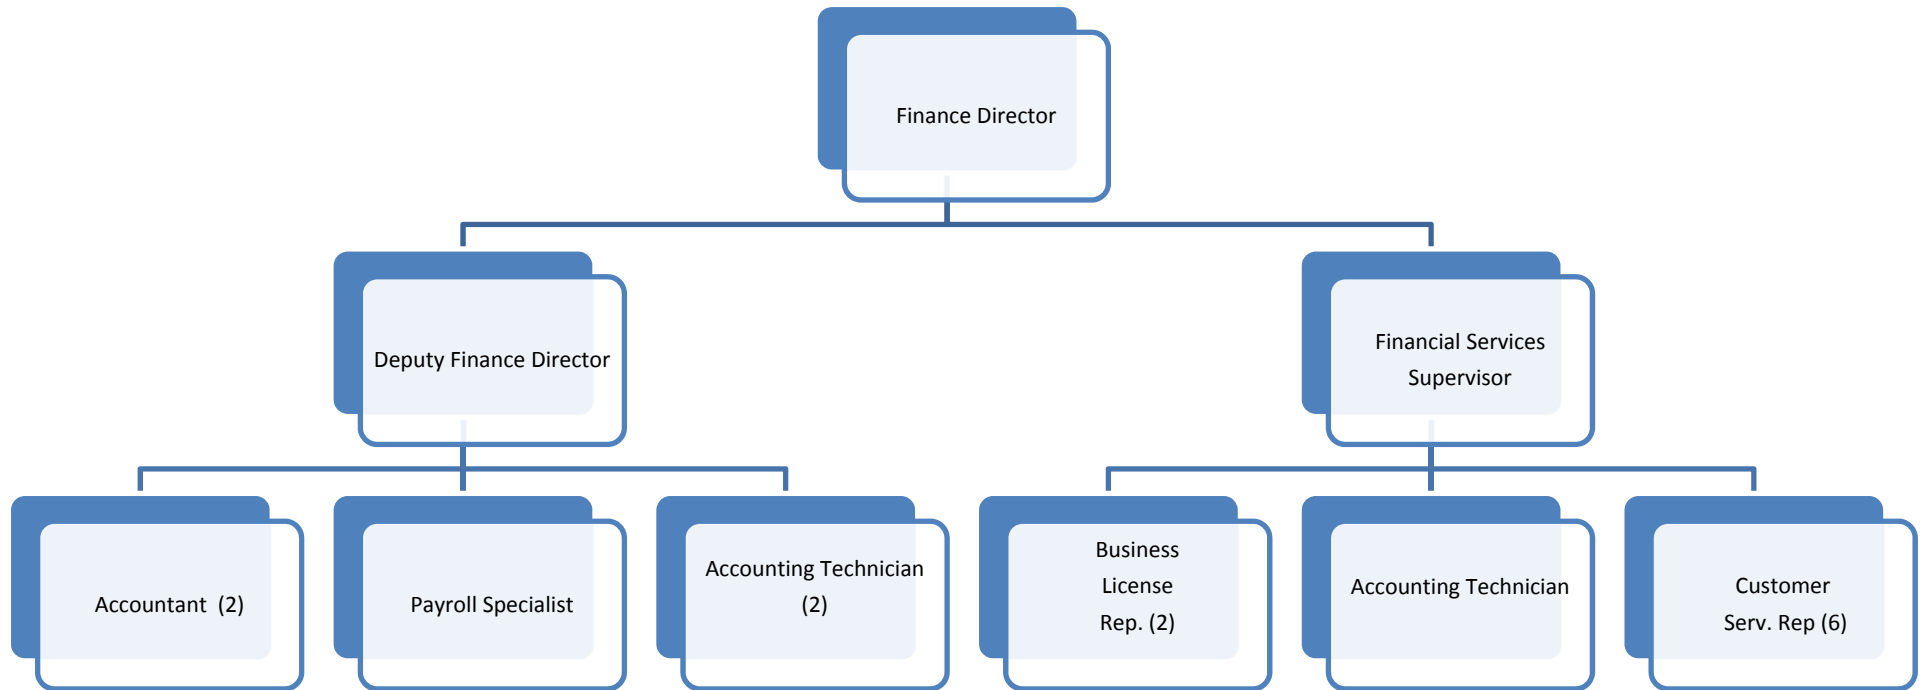 Finance Director
Deputy Finance Director
Financial Services
Supervisor
Accountant (2)
Payroll Specialist
Accounting Technician
(2)
Business
License
Rep. (2)
Accounting Technician
Customer
Serv. Rep (6)